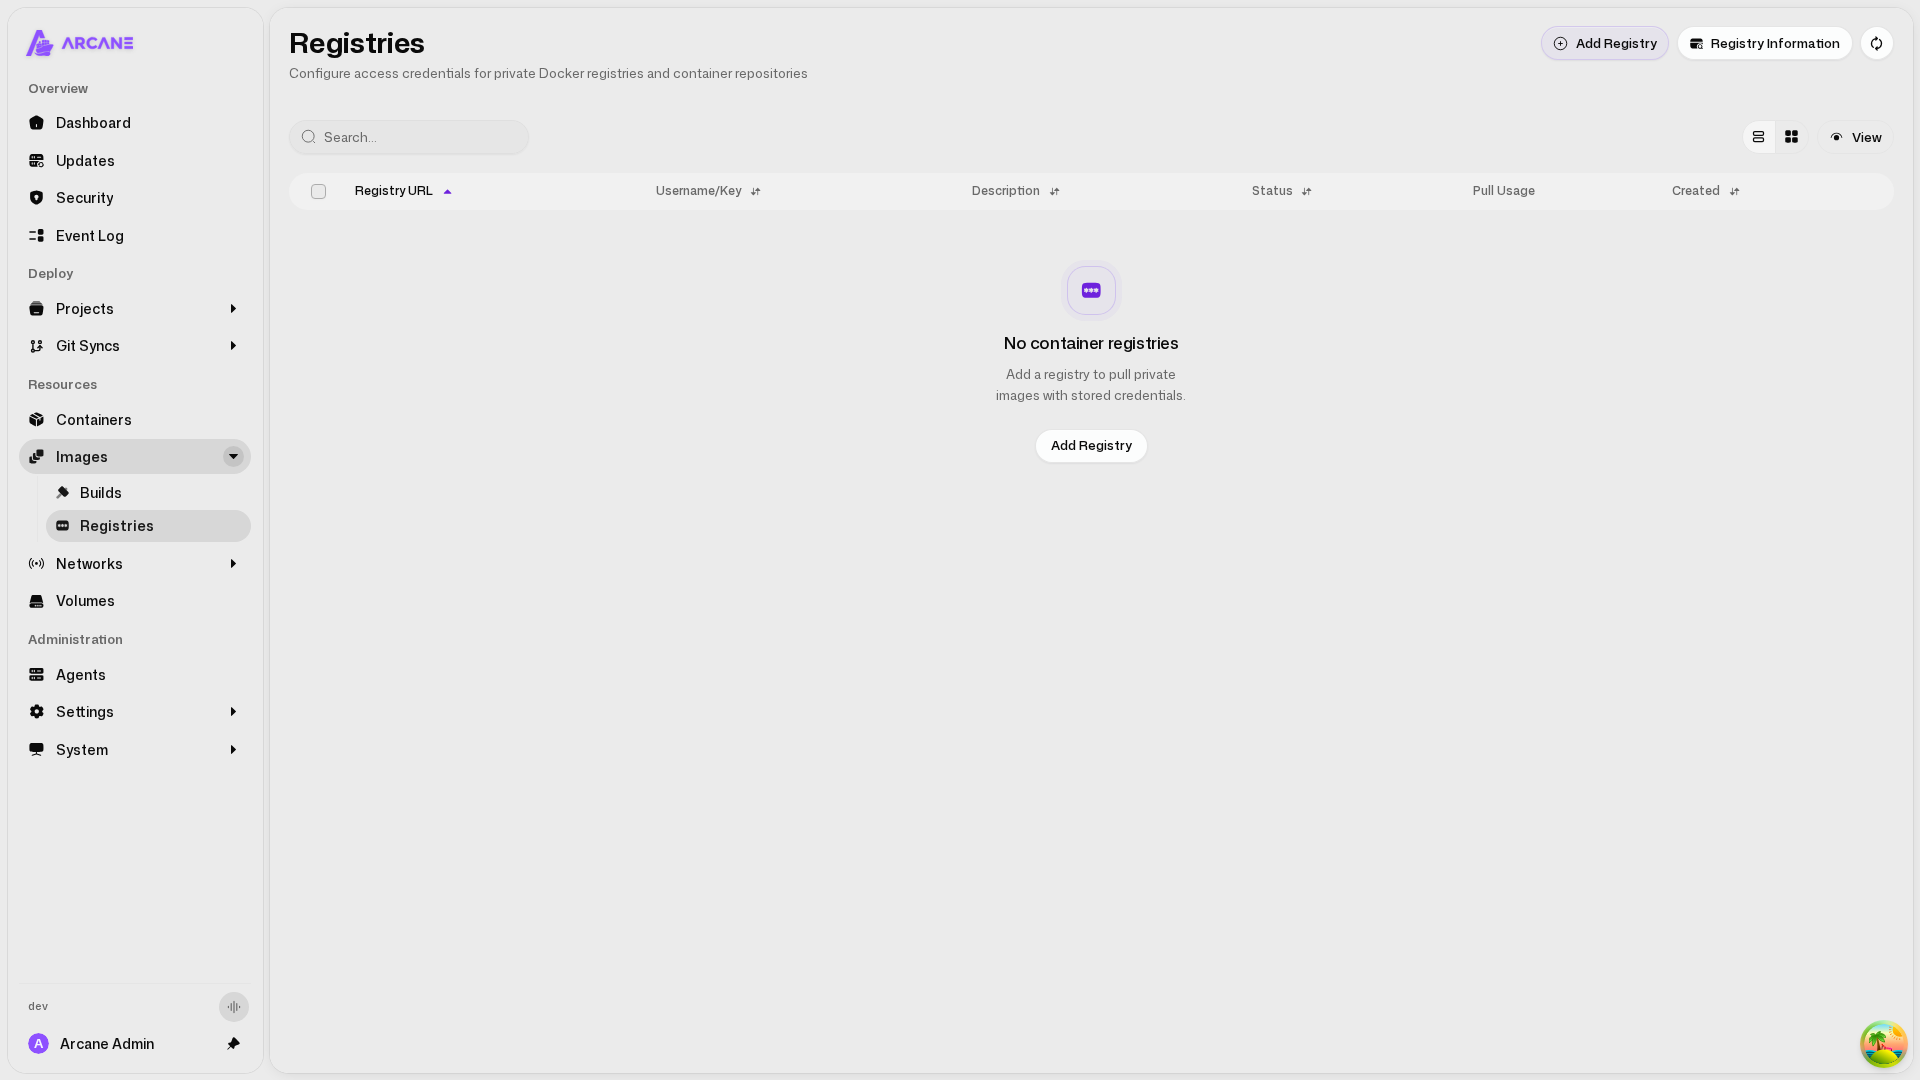 ARCANE
Overview
Dashboard
Updates
Security
Event Log
Deploy
Projects
Git Syncs
Resources
Containers
Images
Builds
Registries
Networks
Volumes
Administration
Agents
Settings
System
dev
A Arcane Admin
Registries
Configure access credentials for private Docker registries and container repositories
Add Registry
Registry Information
Search...
View
Registry URL Username/Key Description Status Pull Usage Created
No container registries
Add a registry to pull private
images with stored credentials.
Add Registry